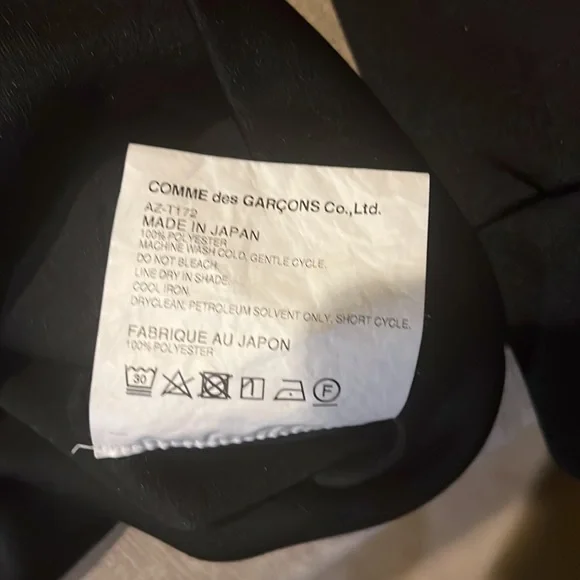 COMME des GARÇONS Co.,Ltd.
AZ-T172
MADE IN JAPAN
100% POLYESTER
MACHINE WASH COLD, GENTLE CYCLE.
DO NOT BLEACH
LINE DRY IN SHADE
COOL IRON
DRYCLEAN, PETROLEUM SOLVENT ONLY, SHORT CYCLE.
FABRIQUE AU JAPON
100% POLYESTER
30 F